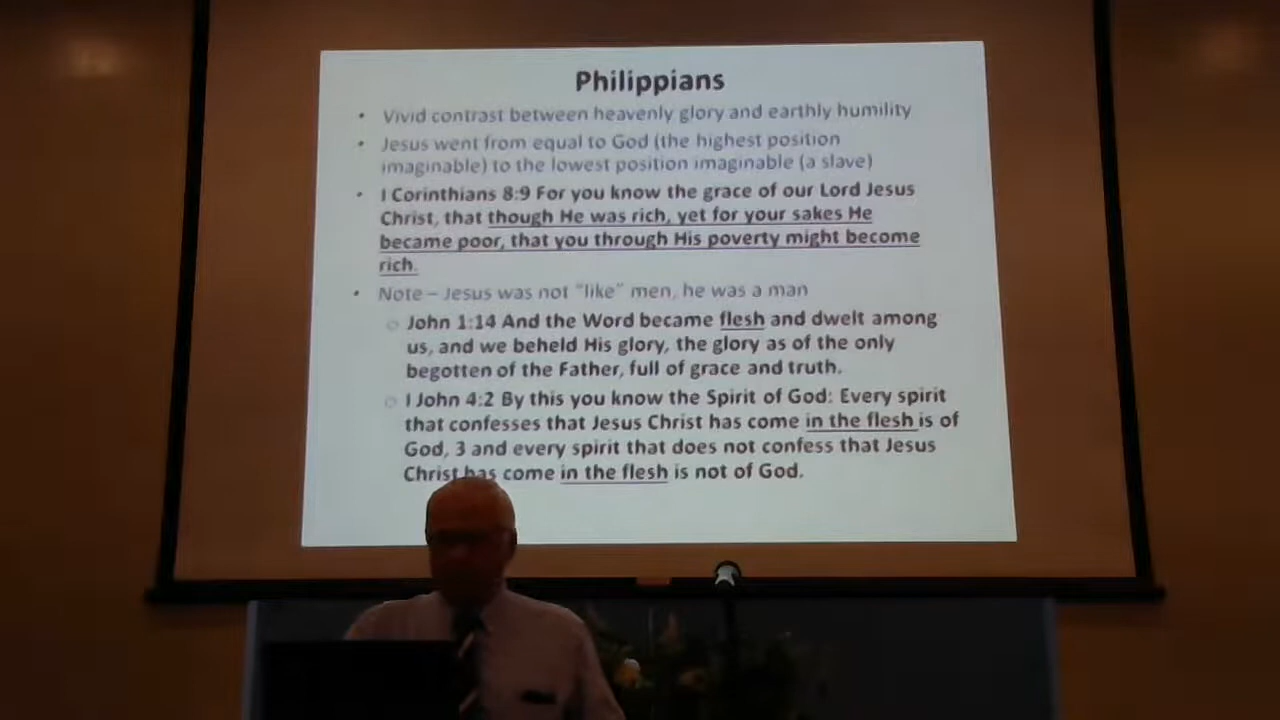 Philippians
• Vivid contrast between heavenly glory and earthly humility
• Jesus went from equal to God (the highest position
imaginable) to the lowest position imaginable (a slave)
• I Corinthians 8:9 For you know the grace of our Lord Jesus
Christ, that though He was rich, yet for your sakes He
became poor, that you through His poverty might become
rich.
• Note – Jesus was not "like" men, he was a man
○ John 1:14 And the Word became flesh and dwelt among
us, and we beheld His glory, the glory as of the only
begotten of the Father, full of grace and truth.
○ I John 4:2 By this you know the Spirit of God: Every spirit
that confesses that Jesus Christ has come in the flesh is of
God, 3 and every spirit that does not confess that Jesus
Christ has come in the flesh is not of God.